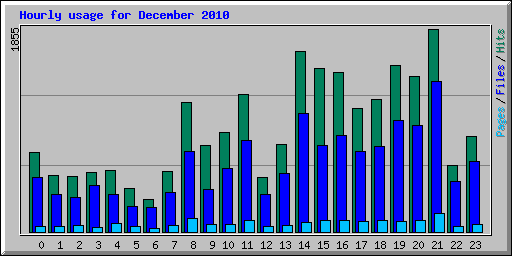 Hourly usage for December 2010
1855
Pages / Files / Hits
0 1 2 3 4 5 6 7 8 9 10 11 12 13 14 15 16 17 18 19 20 21 22 23